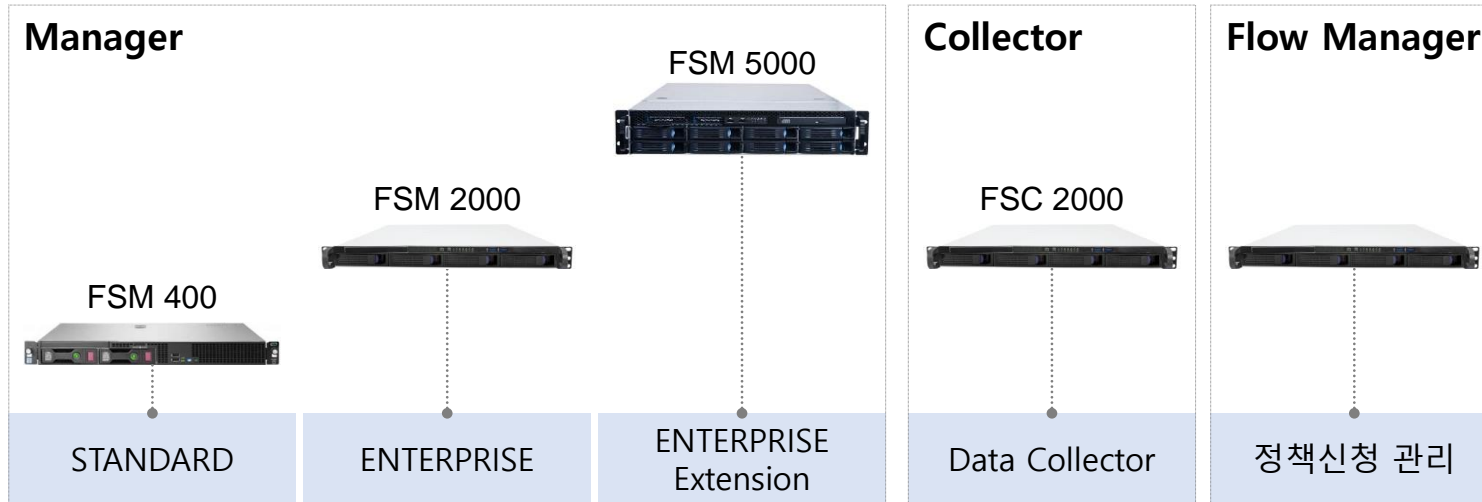 Manager
FSM 5000
FSM 2000
FSM 400
STANDARD
ENTERPRISE
ENTERPRISE
Extension
Collector
FSC 2000
Data Collector
Flow Manager
정책신청 관리